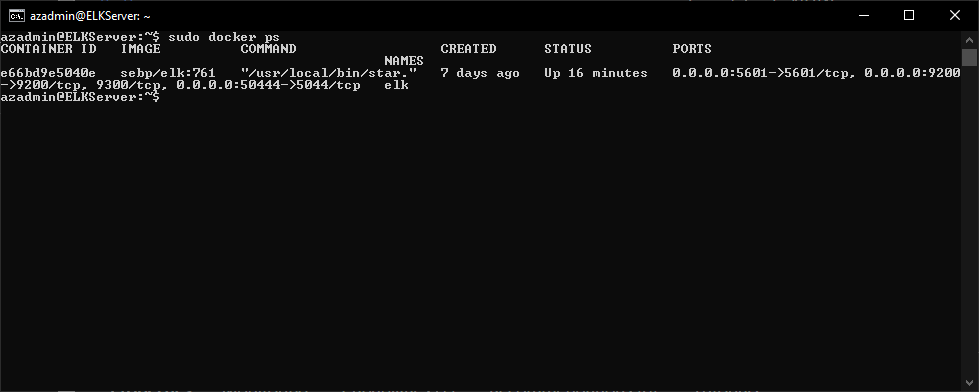 azadmin@ELKServer: ~
azadmin@ELKServer:~$ sudo docker ps
CONTAINER ID   IMAGE          COMMAND                  CREATED      STATUS          PORTS
                                                NAMES
e66bd9e5040e   sebp/elk:761   "/usr/local/bin/star."   7 days ago   Up 16 minutes   0.0.0.0:5601->5601/tcp, 0.0.0.0:9200
->9200/tcp, 9300/tcp, 0.0.0.0:50444->5044/tcp   elk
azadmin@ELKServer:~$